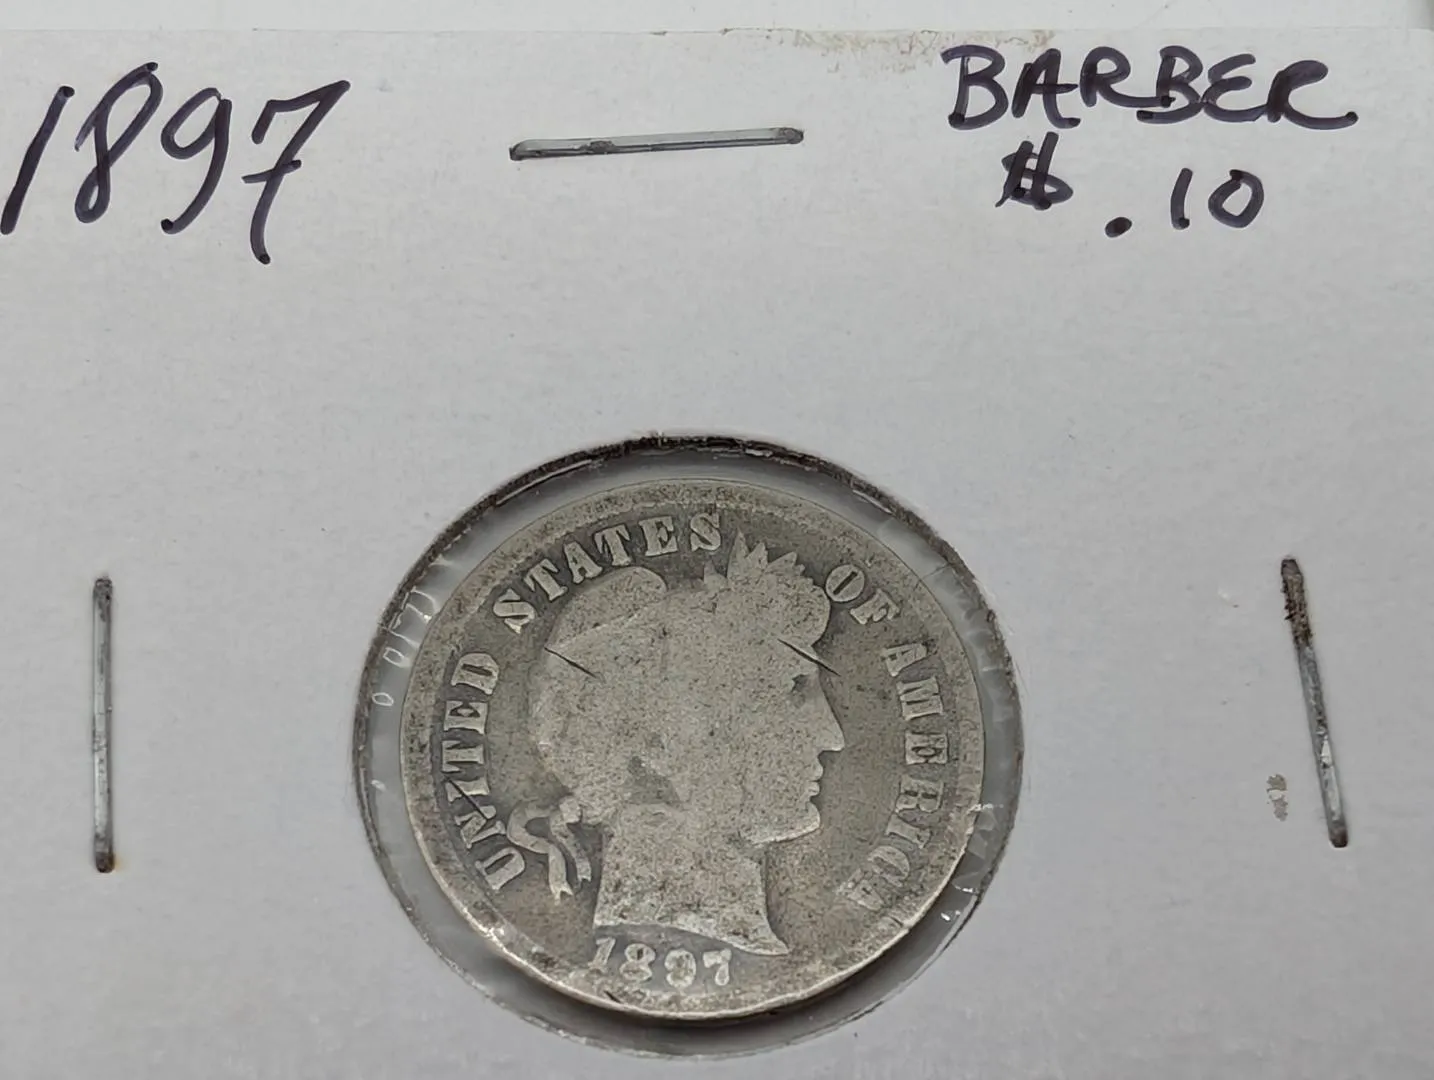 1897
BARBER
$ .10
UNITED STATES OF AMERICA
1897